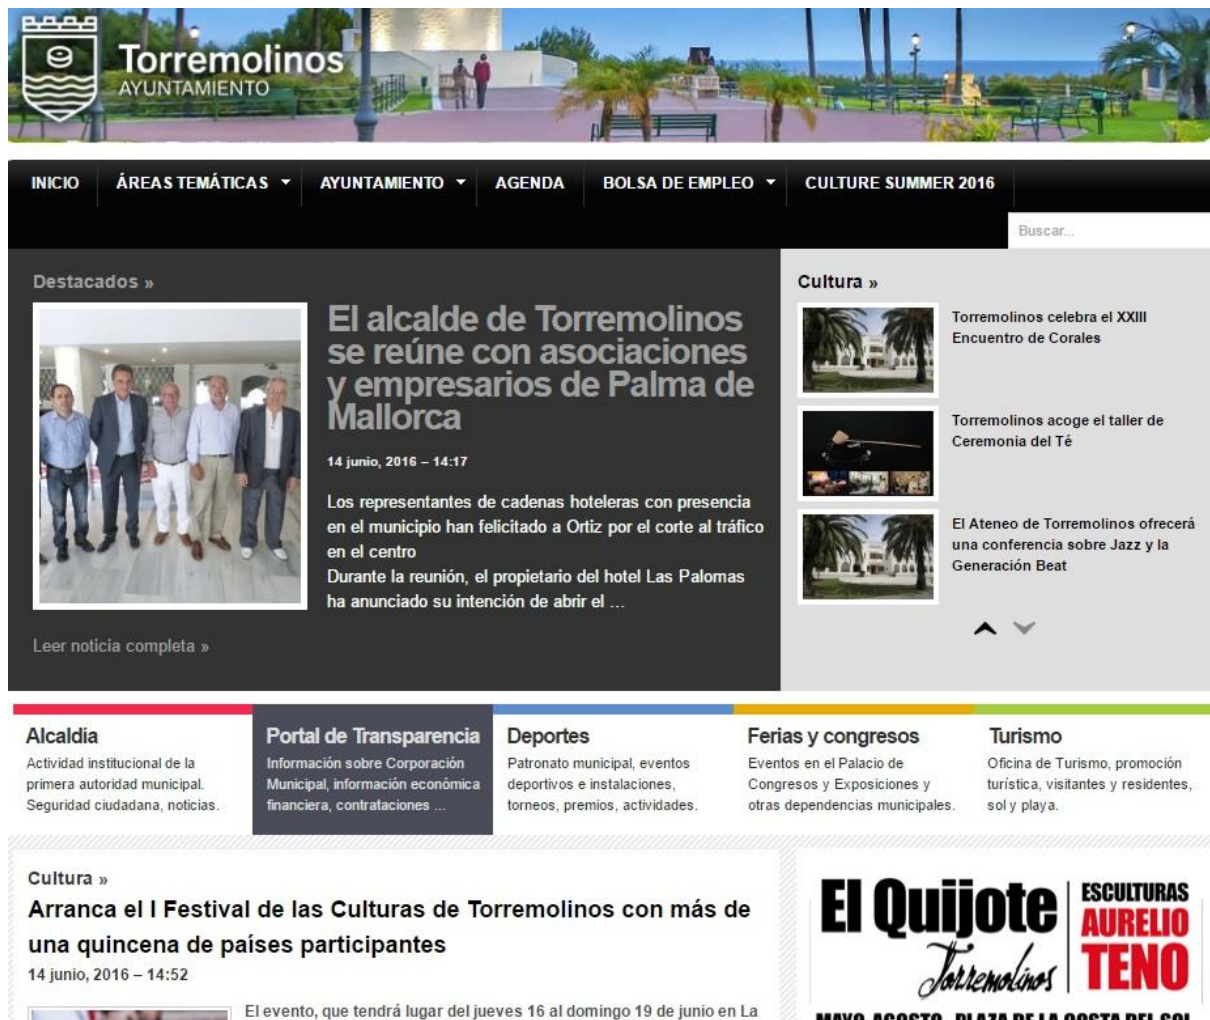 Torremolinos
AYUNTAMIENTO
INICIO
ÁREAS TEMÁTICAS
AYUNTAMIENTO
AGENDA
BOLSA DE EMPLEO
CULTURE SUMMER 2016
Buscar...
Destacados »
El alcalde de Torremolinos
se reúne con asociaciones
y empresarios de Palma de
Mallorca
14 junio, 2016 – 14:17
Los representantes de cadenas hoteleras con presencia
en el municipio han felicitado a Ortiz por el corte al tráfico
en el centro
Durante la reunión, el propietario del hotel Las Palomas
ha anunciado su intención de abrir el ...
Leer noticia completa »
Cultura »
Torremolinos celebra el XXIII
Encuentro de Corales
Torremolinos acoge el taller de
Ceremonia del Té
El Ateneo de Torremolinos ofrecerá
una conferencia sobre Jazz y la
Generación Beat
Alcaldía
Actividad institucional de la
primera autoridad municipal.
Seguridad ciudadana, noticias.
Portal de Transparencia
Información sobre Corporación
Municipal, información económica
financiera, contrataciones ...
Deportes
Patronato municipal, eventos
deportivos e instalaciones,
torneos, premios, actividades.
Ferias y congresos
Eventos en el Palacio de
Congresos y Exposiciones y
otras dependencias municipales.
Turismo
Oficina de Turismo, promoción
turística, visitantes y residentes,
sol y playa.
Cultura »
Arranca el I Festival de las Culturas de Torremolinos con más de
una quincena de países participantes
14 junio, 2016 – 14:52
El evento, que tendrá lugar del jueves 16 al domingo 19 de junio en La
El Quijote
Torremolinos
ESCULTURAS
AURELIO
TENO
MAYO-AGOSTO PLAZA DE LA COSTA DEL SOL